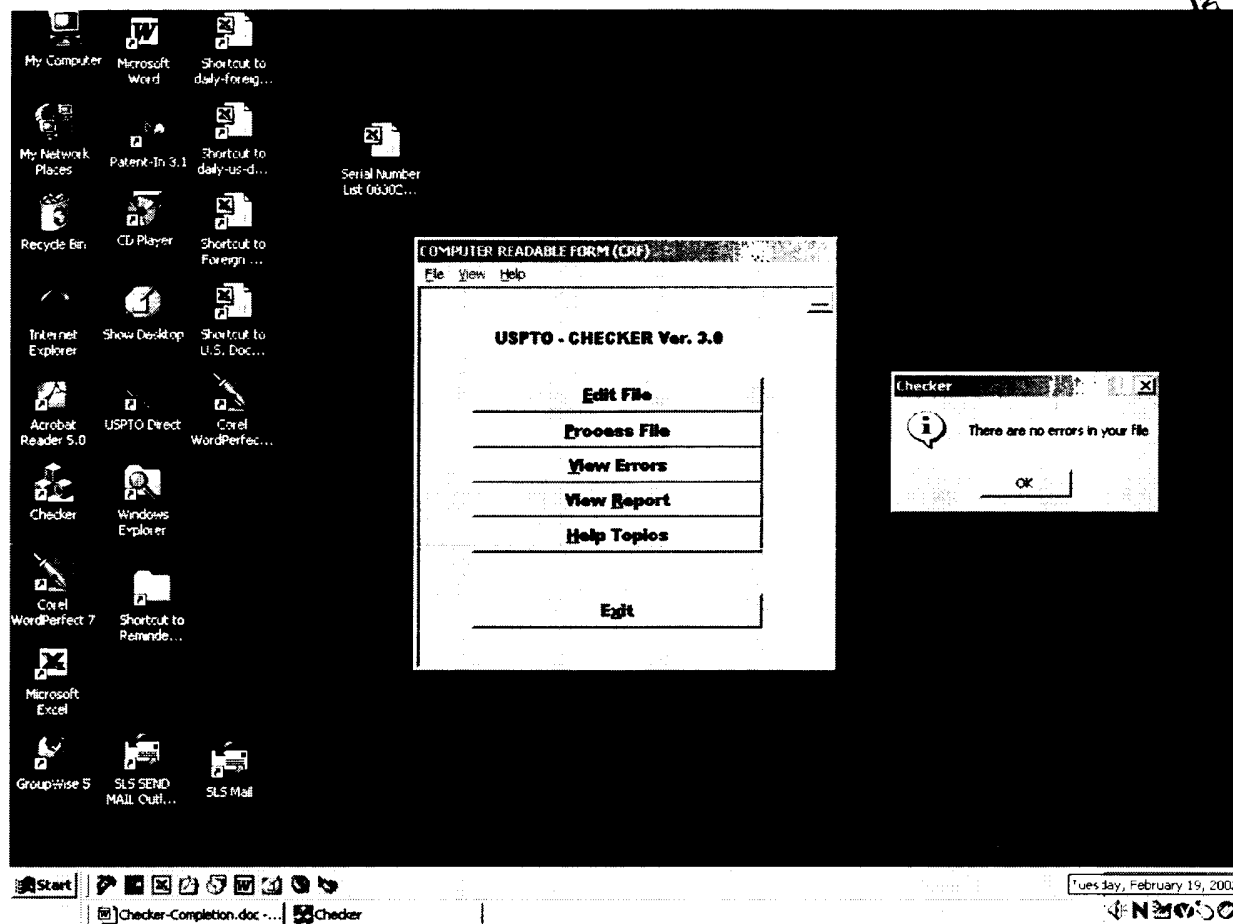 My Computer
Microsoft
Word
Shortcut to
daily-foreig...
My Network
Places
Patent-In 3.1
Shortcut to
daily-us-d...
Serial Number
List
Recycle Bin
CD Player
Shortcut to
Foreign ...
Internet
Explorer
Show Desktop
Shortcut to
U.S. Doc...
Acrobat
Reader 5.0
USPTO Direct
Corel
WordPerfec...
Checker
Windows
Explorer
Corel
WordPerfect 7
Shortcut to
Reminde...
Microsoft
Excel
GroupWise 5
SLS SEND
MAIL Outl...
SLS Mail
COMPUTER READABLE FORM (CRF)
File View Help
USPTO - CHECKER Ver. 3.0
Edit File
Process File
View Errors
View Report
Help Topics
Exit
Checker
There are no errors in your file
OK
Start
Tuesday, February 19, 200
Checker-Completion.doc -...
Checker